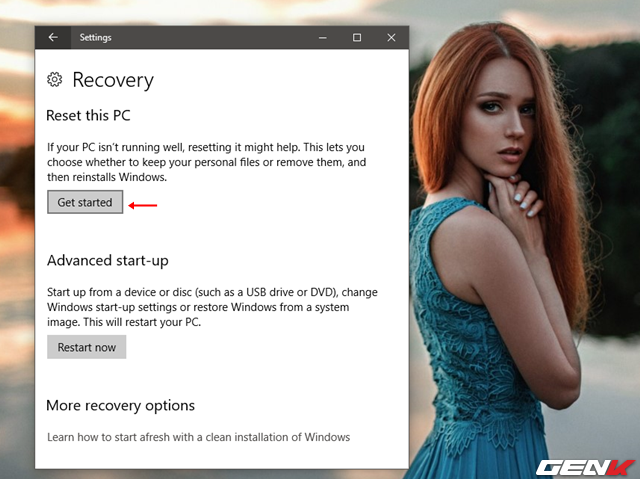 Settings
Recovery
Reset this PC
If your PC isn't running well, resetting it might help. This lets you
choose whether to keep your personal files or remove them, and
then reinstalls Windows.
Get started
Advanced start-up
Start up from a device or disc (such as a USB drive or DVD), change
Windows start-up settings or restore Windows from a system
image. This will restart your PC.
Restart now
More recovery options
Learn how to start afresh with a clean installation of Windows
GENK